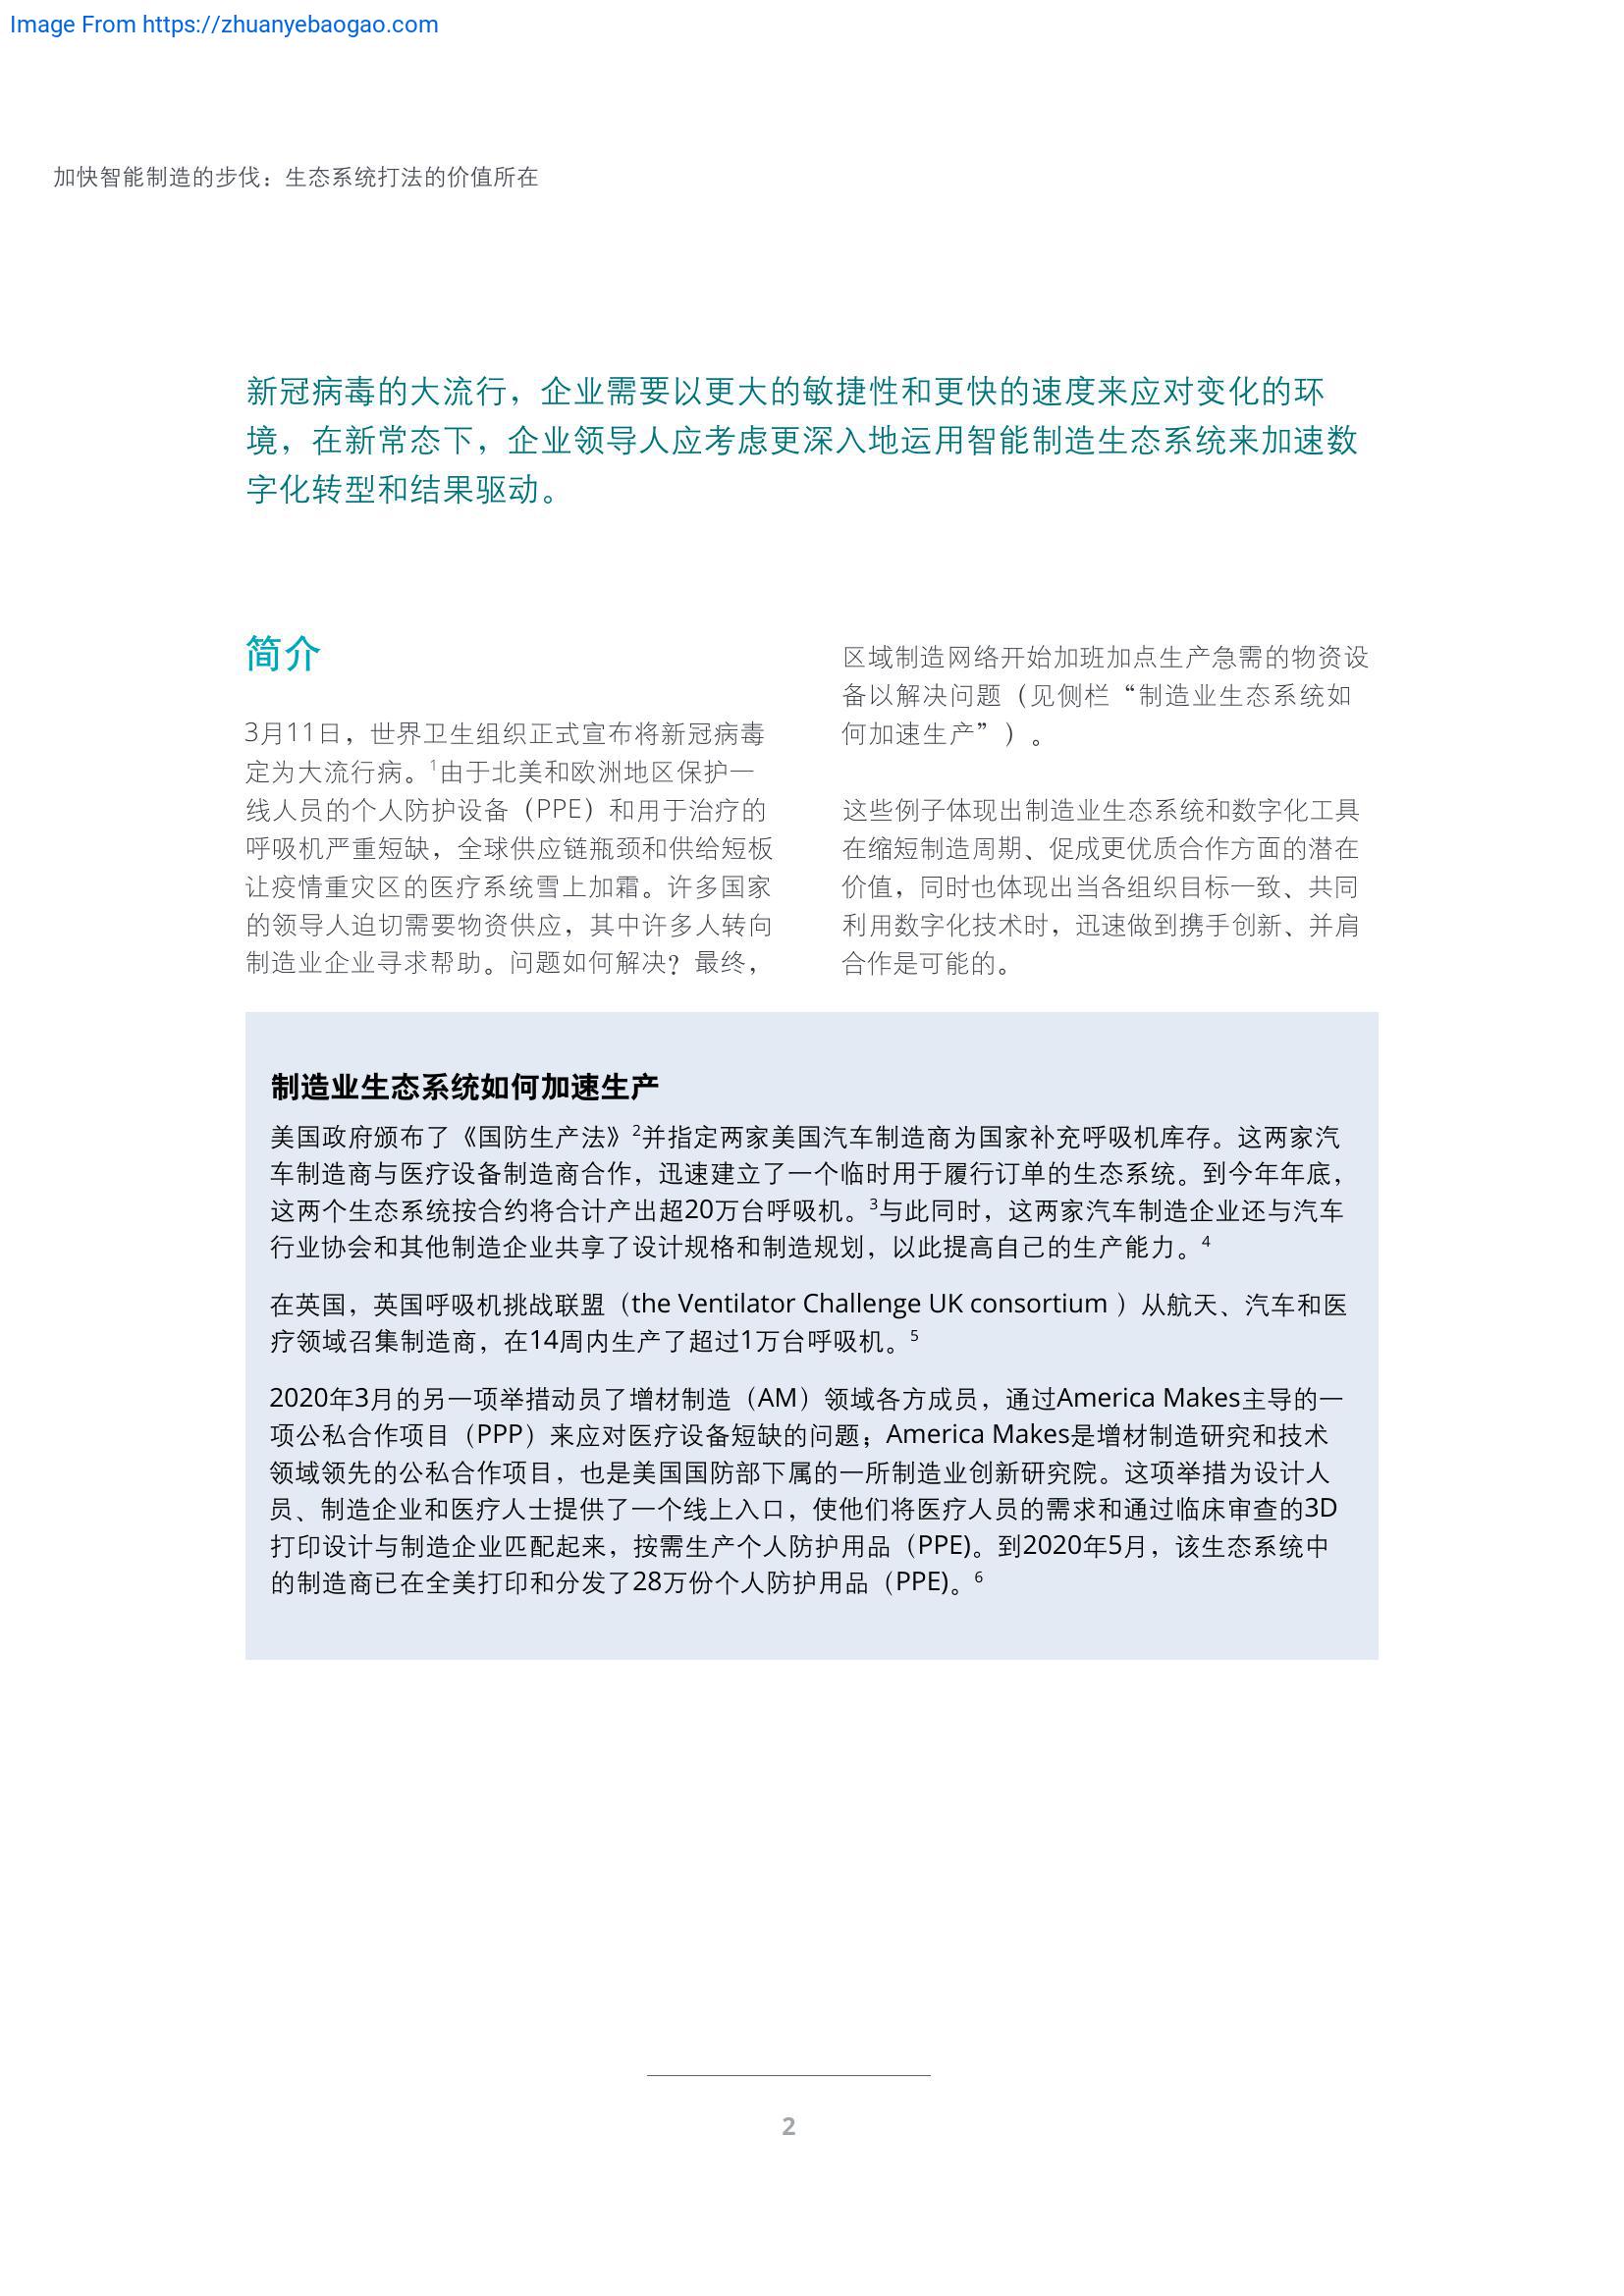 Image From https://zhuanyebaogao.com
加快智能制造的步伐：生态系统打法的价值所在
新冠病毒的大流行，企业需要以更大的敏捷性和更快的速度来应对变化的环
境，在新常态下，企业领导人应考虑更深入地运用智能制造生态系统来加速数
字化转型和结果驱动。
简介
3月11日，世界卫生组织正式宣布将新冠病毒
定为大流行病。¹由于北美和欧洲地区保护一
线人员的个人防护设备（PPE）和用于治疗的
呼吸机严重短缺，全球供应链瓶颈和供给短板
让疫情重灾区的医疗系统雪上加霜。许多国家
的领导人迫切需要物资供应，其中许多人转向
制造业企业寻求帮助。问题如何解决？最终，
区域制造网络开始加班加点生产急需的物资设
备以解决问题（见侧栏“制造业生态系统如
何加速生产”）。
这些例子体现出制造业生态系统和数字化工具
在缩短制造周期、促成更优质合作方面的潜在
价值，同时也体现出当各组织目标一致、共同
利用数字化技术时，迅速做到携手创新、并肩
合作是可能的。
制造业生态系统如何加速生产
美国政府颁布了《国防生产法》²并指定两家美国汽车制造商为国家补充呼吸机库存。这两家汽
车制造商与医疗设备制造商合作，迅速建立了一个临时用于履行订单的生态系统。到今年年底，
这两个生态系统按合约将合计产出超20万台呼吸机。³与此同时，这两家汽车制造企业还与汽车
行业协会和其他制造企业共享了设计规格和制造规划，以此提高自己的生产能力。⁴
在英国，英国呼吸机挑战联盟（the Ventilator Challenge UK consortium ）从航天、汽车和医
疗领域召集制造商，在14周内生产了超过1万台呼吸机。⁵
2020年3月的另一项举措动员了增材制造（AM）领域各方成员，通过America Makes主导的一
项公私合作项目（PPP）来应对医疗设备短缺的问题；America Makes是增材制造研究和技术
领域领先的公私合作项目，也是美国国防部下属的一所制造业创新研究院。这项举措为设计人
员、制造企业和医疗人士提供了一个线上入口，使他们将医疗人员的需求和通过临床审查的3D
打印设计与制造企业匹配起来，按需生产个人防护用品（PPE)。到2020年5月，该生态系统中
的制造商已在全美打印和分发了28万份个人防护用品（PPE)。⁶
2